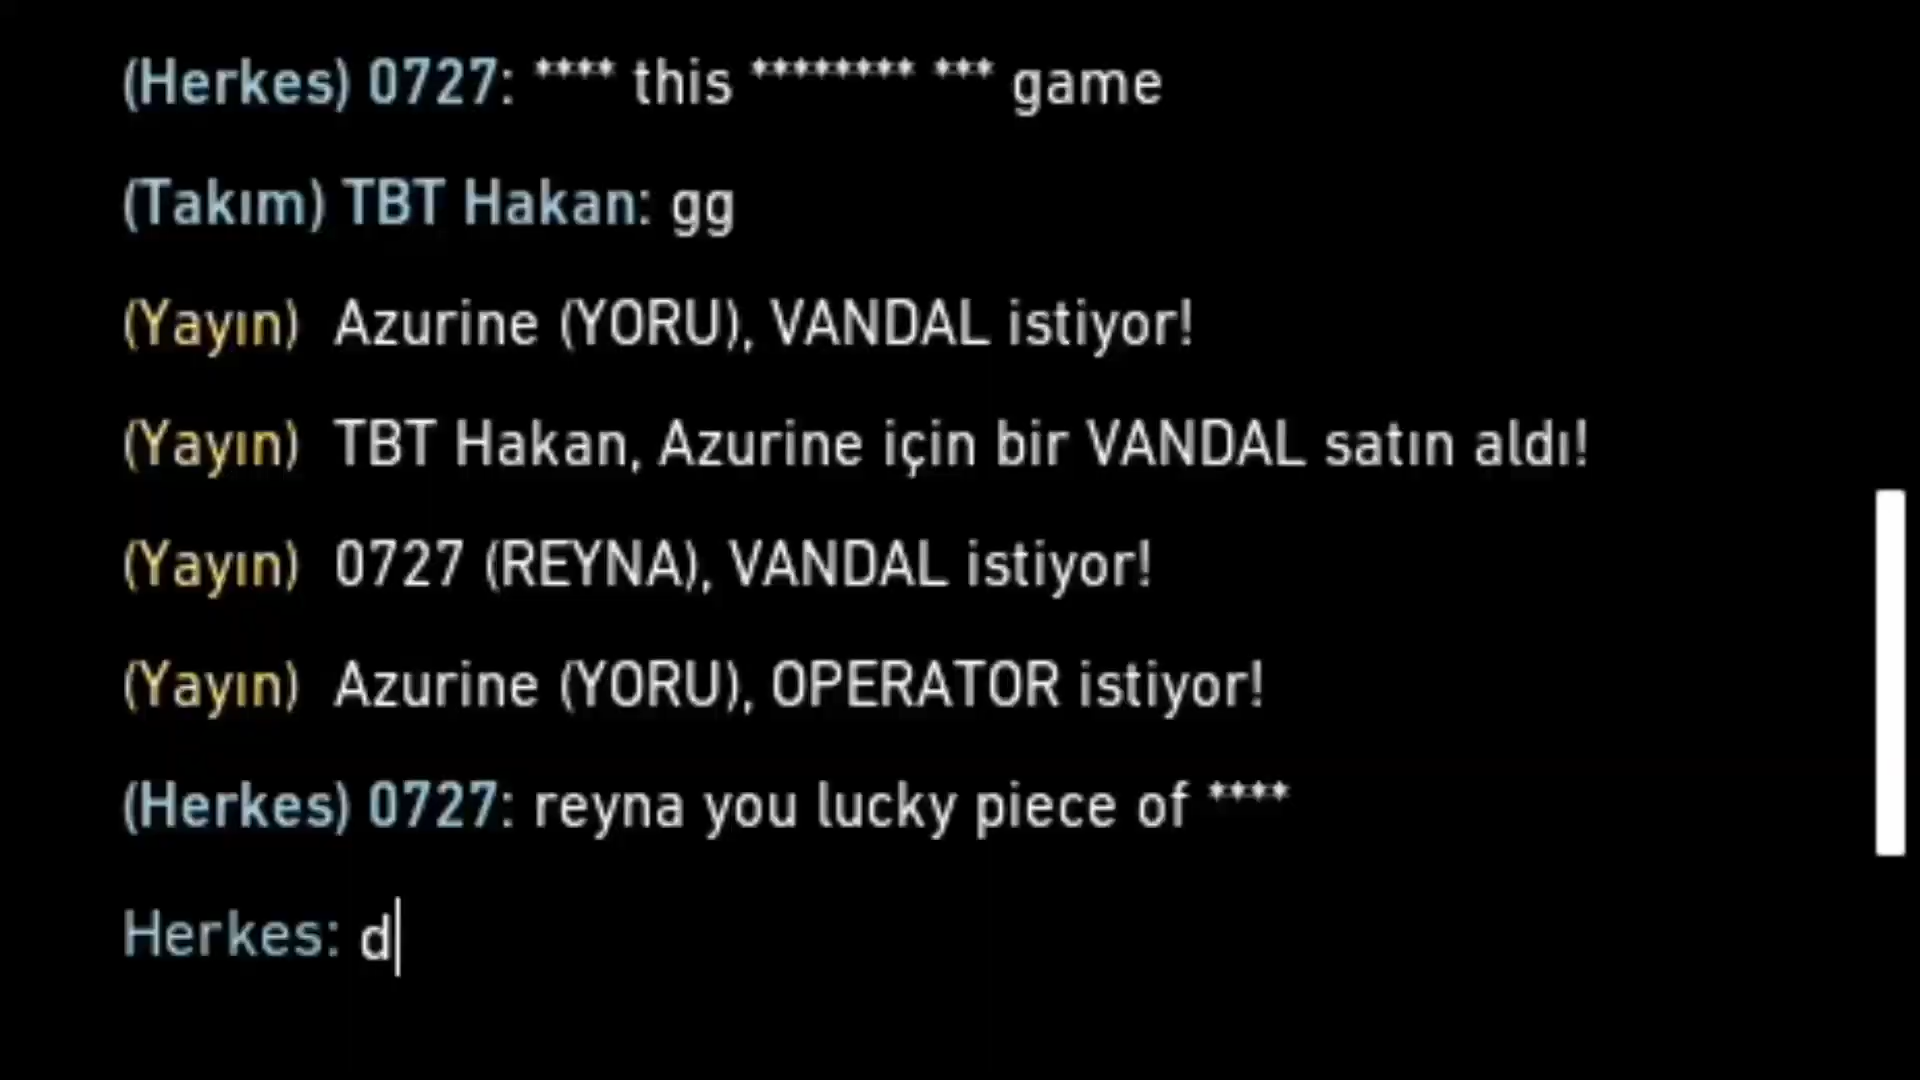 (Herkes) 0727: **** this ******** *** game
(Takım) TBT Hakan: gg
(Yayın) Azurine (YORU), VANDAL istiyor!
(Yayın) TBT Hakan, Azurine için bir VANDAL satın aldı!
(Yayın) 0727 (REYNA), VANDAL istiyor!
(Yayın) Azurine (YORU), OPERATOR istiyor!
(Herkes) 0727: reyna you lucky piece of ****
Herkes: d